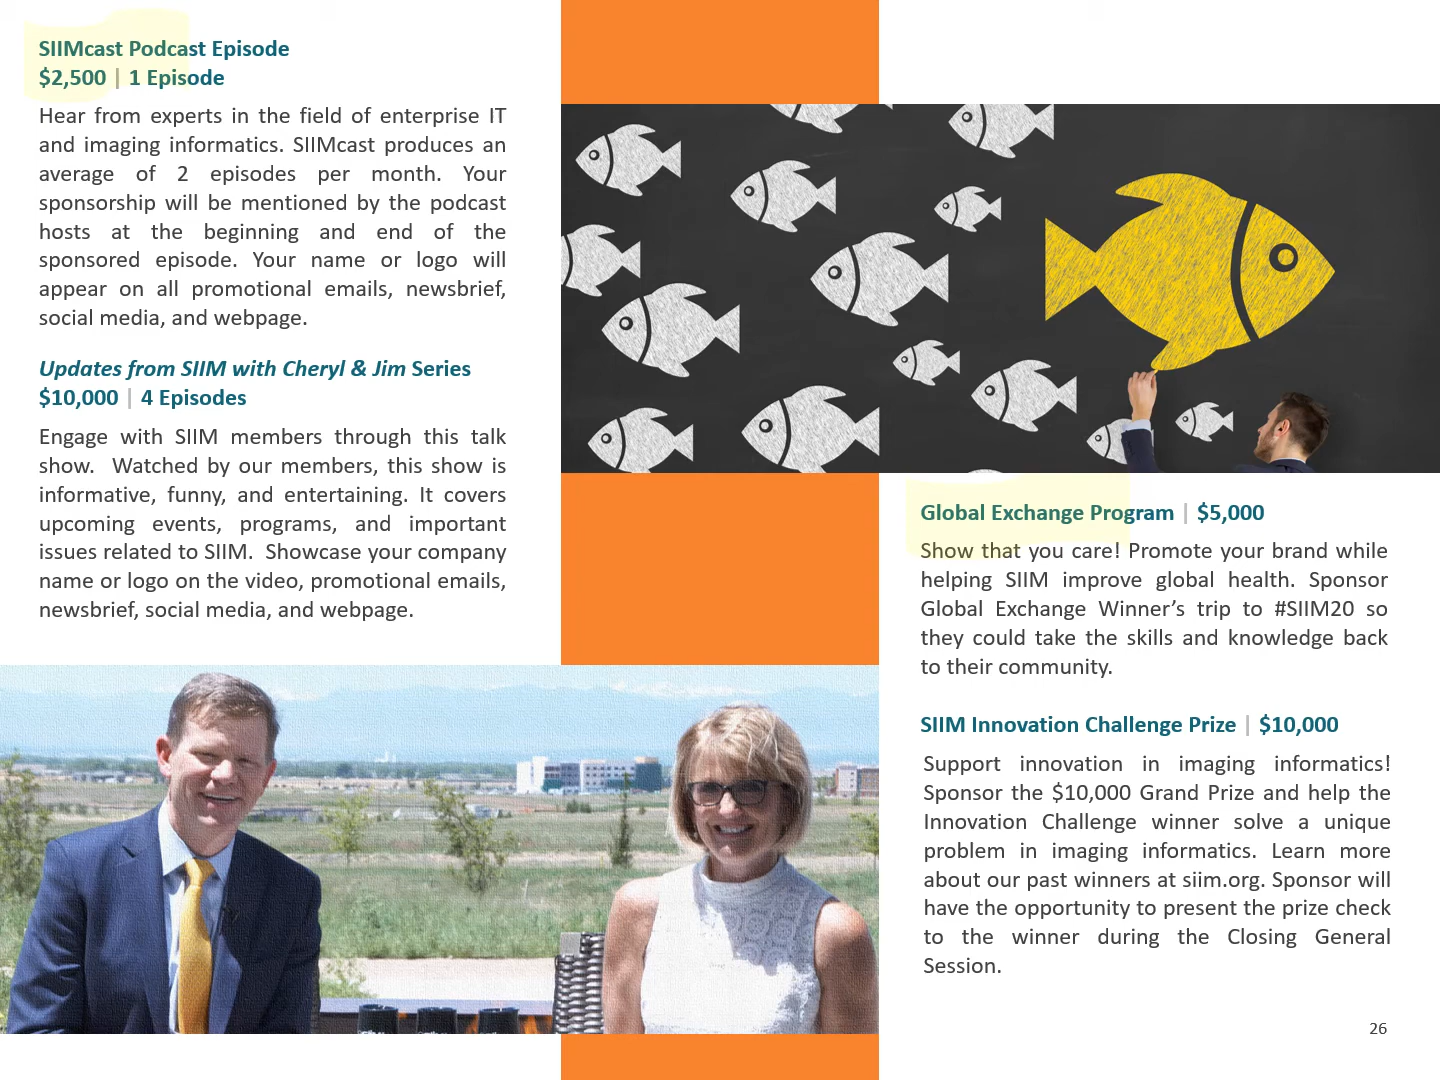 SIIMcast Podcast Episode
$2,500 | 1 Episode
Hear from experts in the field of enterprise IT
and imaging informatics. SIIMcast produces an
average of 2 episodes per month. Your
sponsorship will be mentioned by the podcast
hosts at the beginning and end of the
sponsored episode. Your name or logo will
appear on all promotional emails, newsbrief,
social media, and webpage.
Updates from SIIM with Cheryl & Jim Series
$10,000 | 4 Episodes
Engage with SIIM members through this talk
show.  Watched by our members, this show is
informative, funny, and entertaining. It covers
upcoming events, programs, and important
issues related to SIIM.  Showcase your company
name or logo on the video, promotional emails,
newsbrief, social media, and webpage.
Global Exchange Program | $5,000
Show that you care! Promote your brand while
helping SIIM improve global health. Sponsor
Global Exchange Winner’s trip to #SIIM20 so
they could take the skills and knowledge back
to their community.
SIIM Innovation Challenge Prize | $10,000
Support innovation in imaging informatics!
Sponsor the $10,000 Grand Prize and help the
Innovation Challenge winner solve a unique
problem in imaging informatics. Learn more
about our past winners at siim.org. Sponsor will
have the opportunity to present the prize check
to the winner during the Closing General
Session.
26